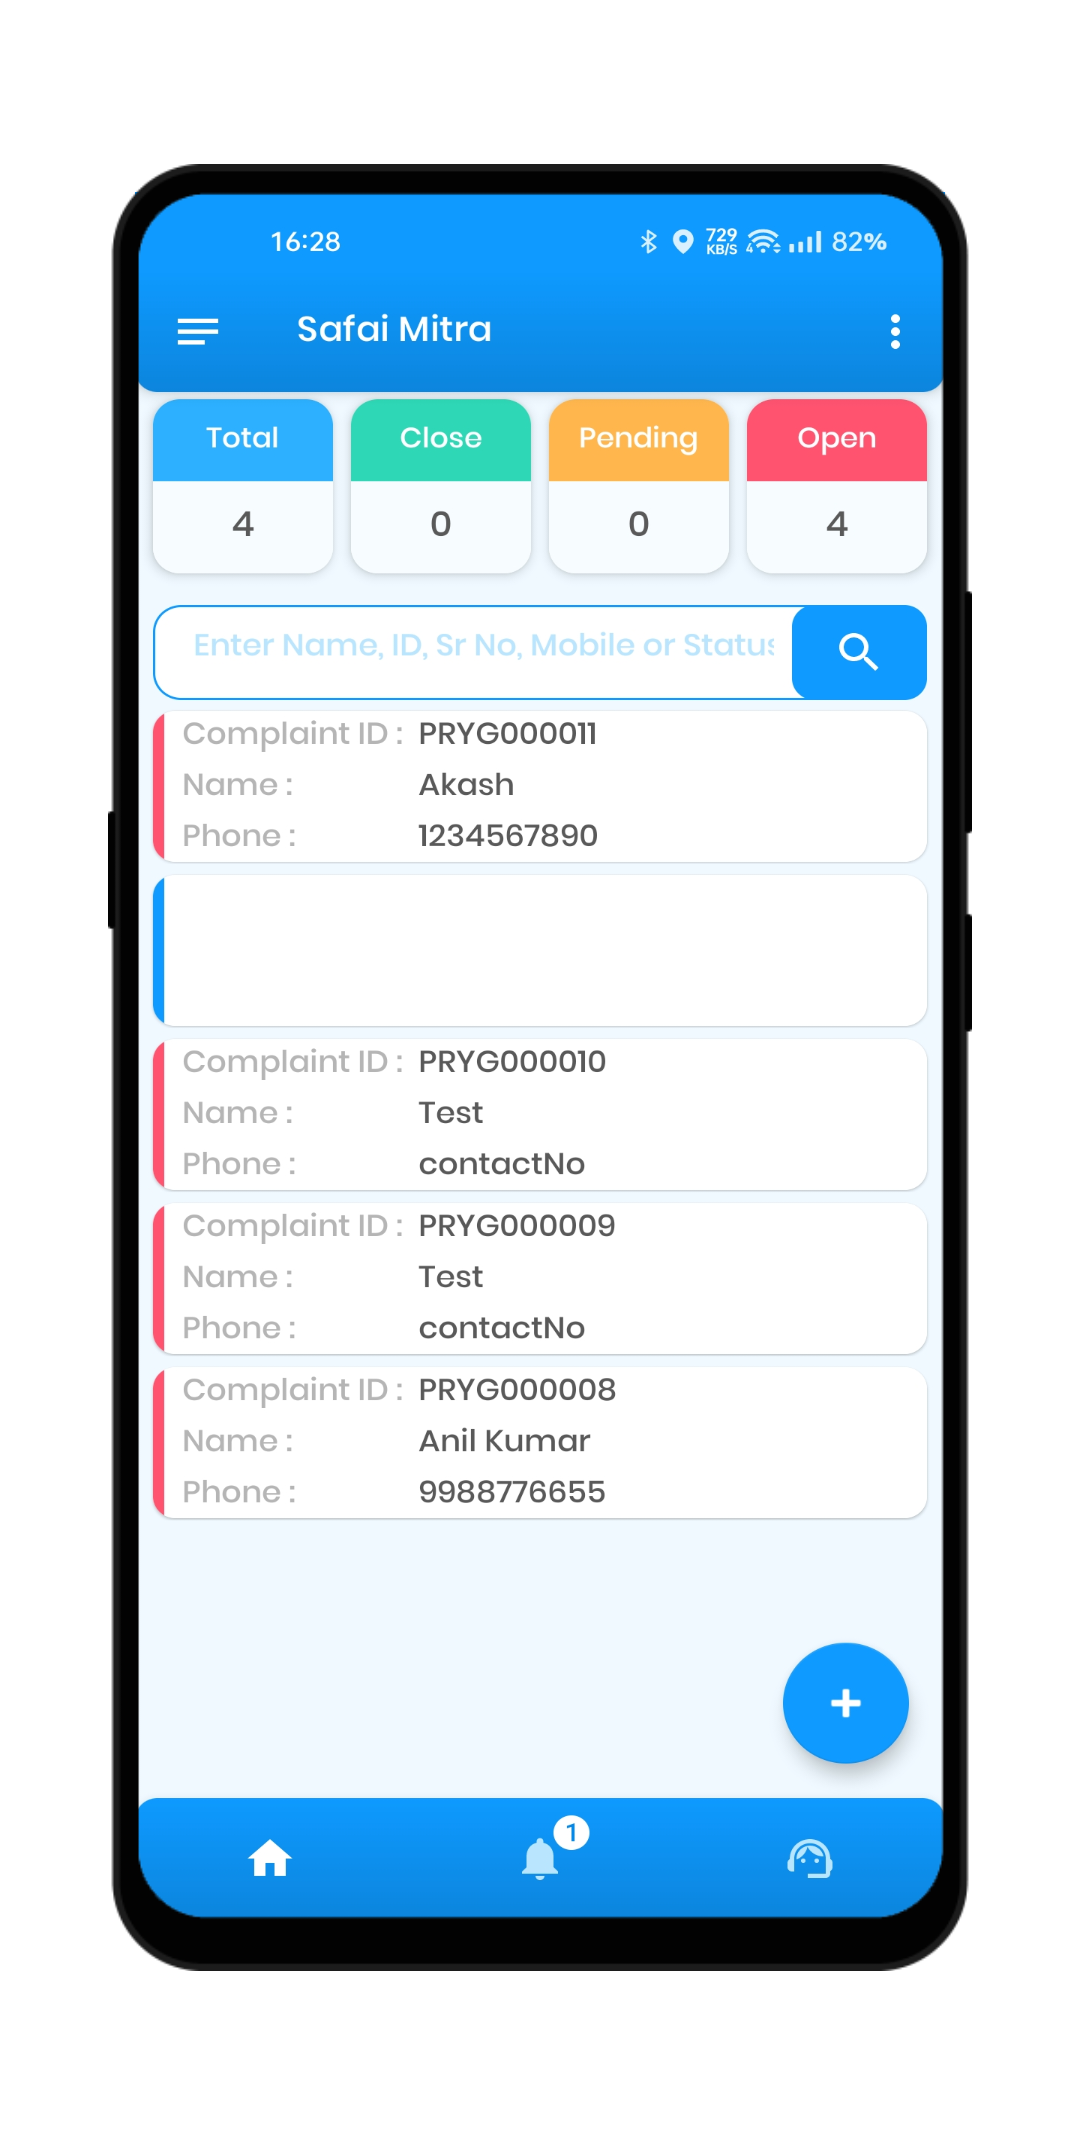 16:28 729 KB/S 4 82%
Safai Mitra
Total Close Pending Open
4 0 0 4
Enter Name, ID, Sr No, Mobile or Status
Complaint ID : PRYG000011
Name : Akash
Phone : 1234567890
Complaint ID : PRYG000010
Name : Test
Phone : contactNo
Complaint ID : PRYG000009
Name : Test
Phone : contactNo
Complaint ID : PRYG000008
Name : Anil Kumar
Phone : 9988776655
+
1